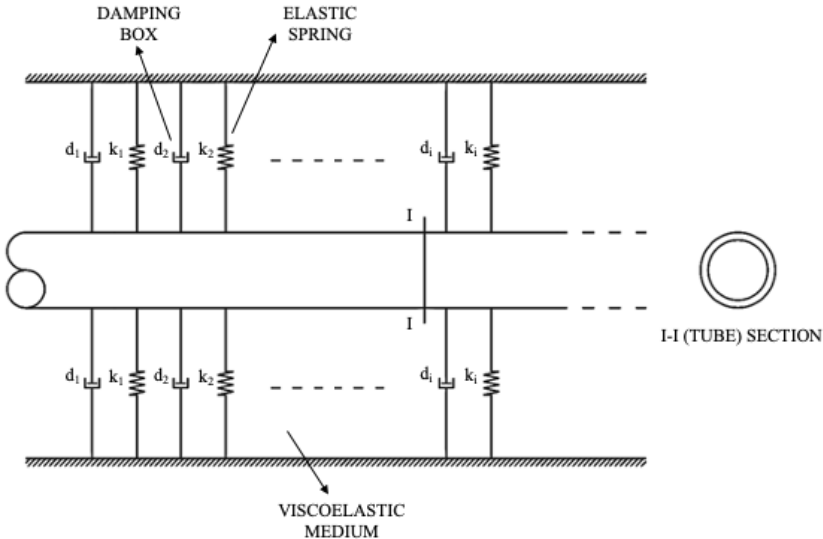 DAMPING
BOX
ELASTIC
SPRING
d₁ k₁ d₂ k₂ dᵢ kᵢ
I
I
I-I (TUBE) SECTION
d₁ k₁ d₂ k₂ dᵢ kᵢ
VISCOELASTIC
MEDIUM